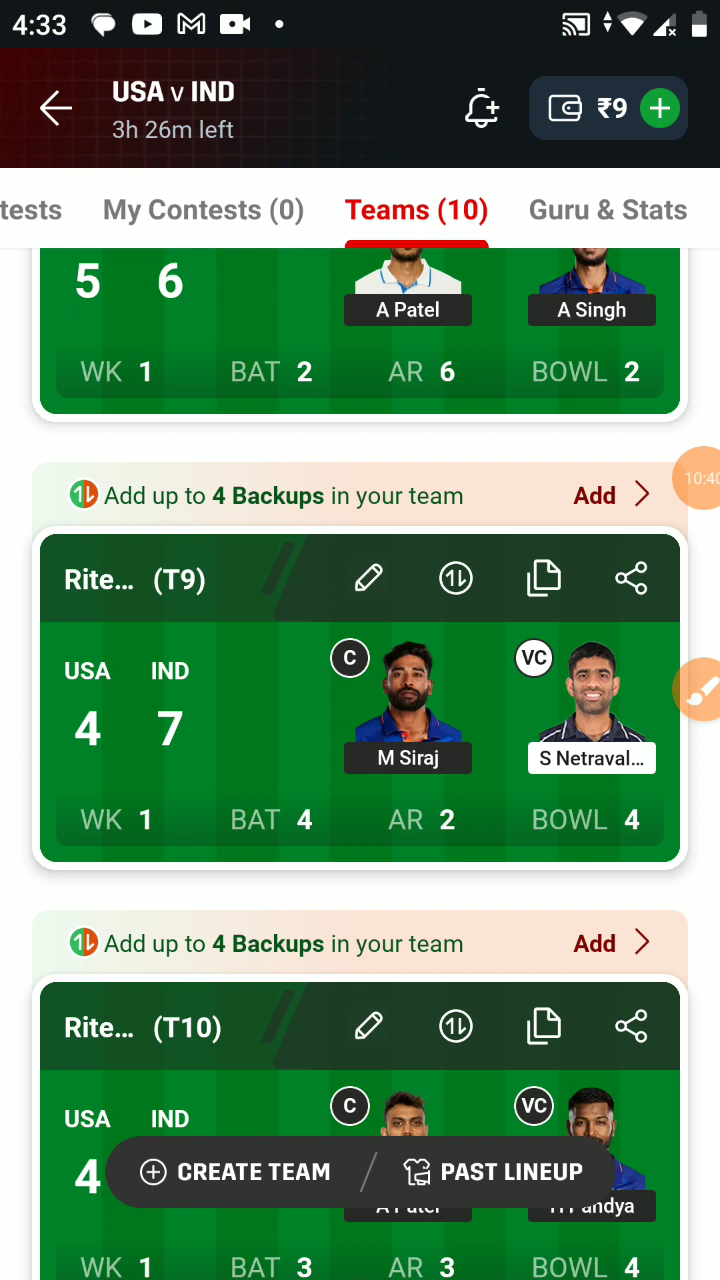 4:33
USA v IND
3h 26m left
₹9
tests My Contests (0) Teams (10) Guru & Stats
5 6
A Patel A Singh
WK 1 BAT 2 AR 6 BOWL 2
10:40
Add up to 4 Backups in your team Add
Rite... (T9)
C VC
USA IND
4 7
M Siraj S Netraval...
WK 1 BAT 4 AR 2 BOWL 4
Add up to 4 Backups in your team Add
Rite... (T10)
C VC
USA IND
4
CREATE TEAM PAST LINEUP
A Patel H Pandya
WK 1 BAT 3 AR 3 BOWL 4